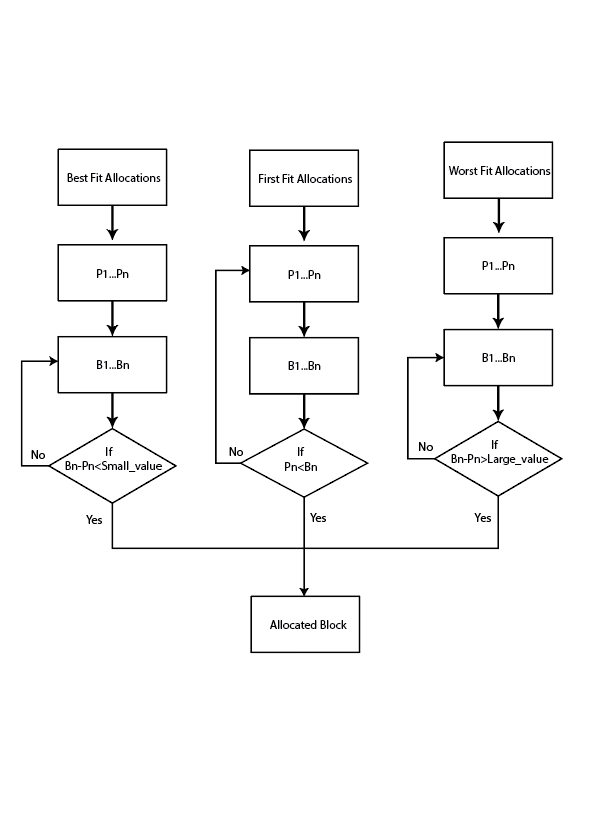 Best Fit Allocations
First Fit Allocations
Worst Fit Allocations
P1...Pn
P1...Pn
P1...Pn
B1...Bn
B1...Bn
B1...Bn
No
If
Bn-Pn<Small_value
No
If
Pn<Bn
No
If
Bn-Pn>Large_value
Yes
Yes
Yes
Allocated Block